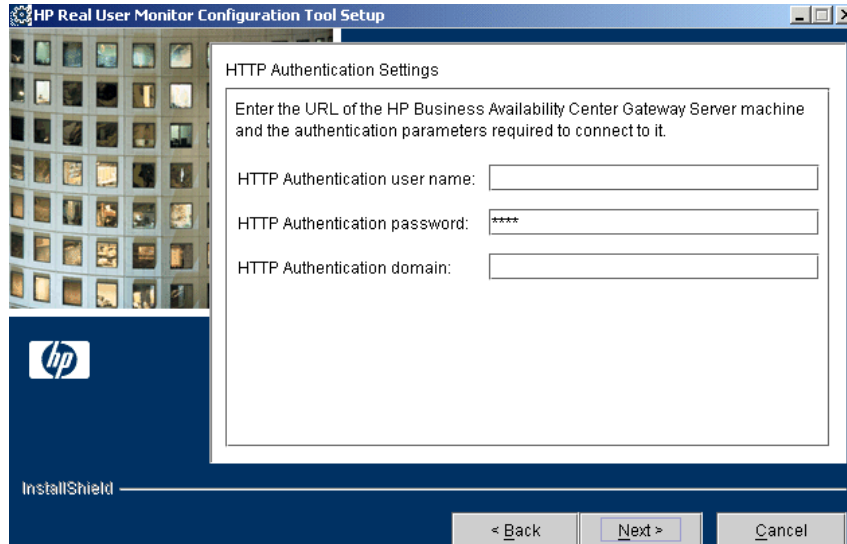 HP Real User Monitor Configuration Tool Setup
HTTP Authentication Settings
Enter the URL of the HP Business Availability Center Gateway Server machine
and the authentication parameters required to connect to it.
HTTP Authentication user name:
HTTP Authentication password: ****
HTTP Authentication domain:
hp
InstallShield
< Back Next > Cancel